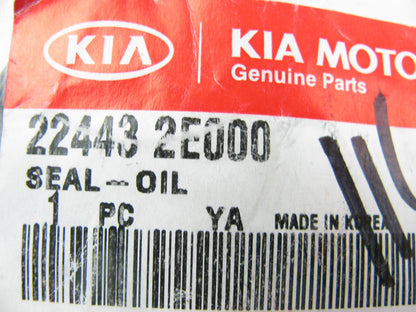 KIA
KIA MOTO
Genuine Parts
22443 2E000
SEAL-OIL
1 PC YA MADE IN KOREA